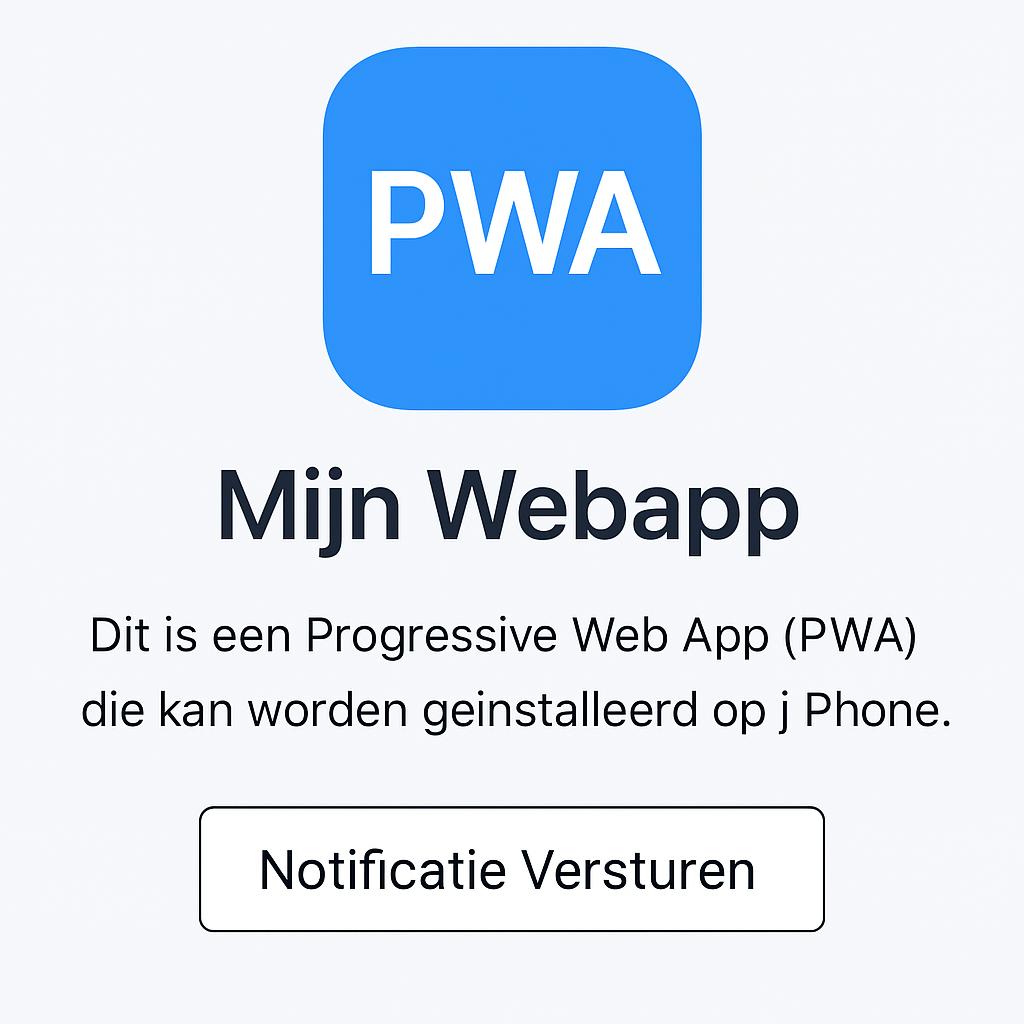 PWA
Mijn Webapp
Dit is een Progressive Web App (PWA)
die kan worden geinstalleerd op j Phone.
Notificatie Versturen